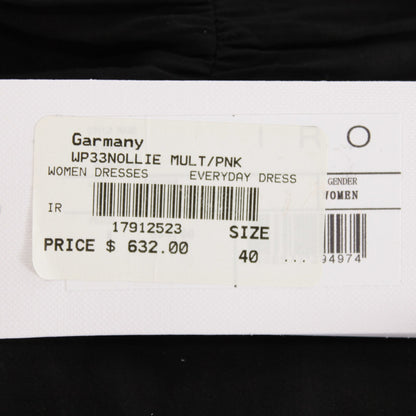 Garmany
I R O
WP33NOLLIE MULT/PNK
WOMEN DRESSES EVERYDAY DRESS
GENDER
WOMEN
IR
17912523
SIZE
PRICE $ 632.00
40
...94974